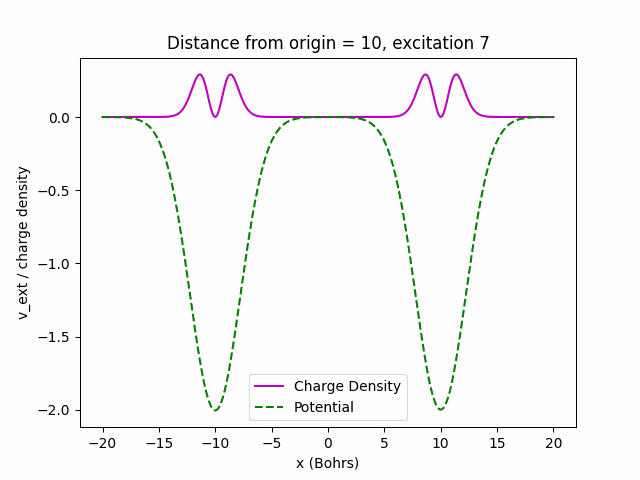 Distance from origin = 10, excitation 7
v_ext / charge density
0.0
−0.5
−1.0
−1.5
−2.0
Charge Density
Potential
−20 −15 −10 −5 0 5 10 15 20
x (Bohrs)